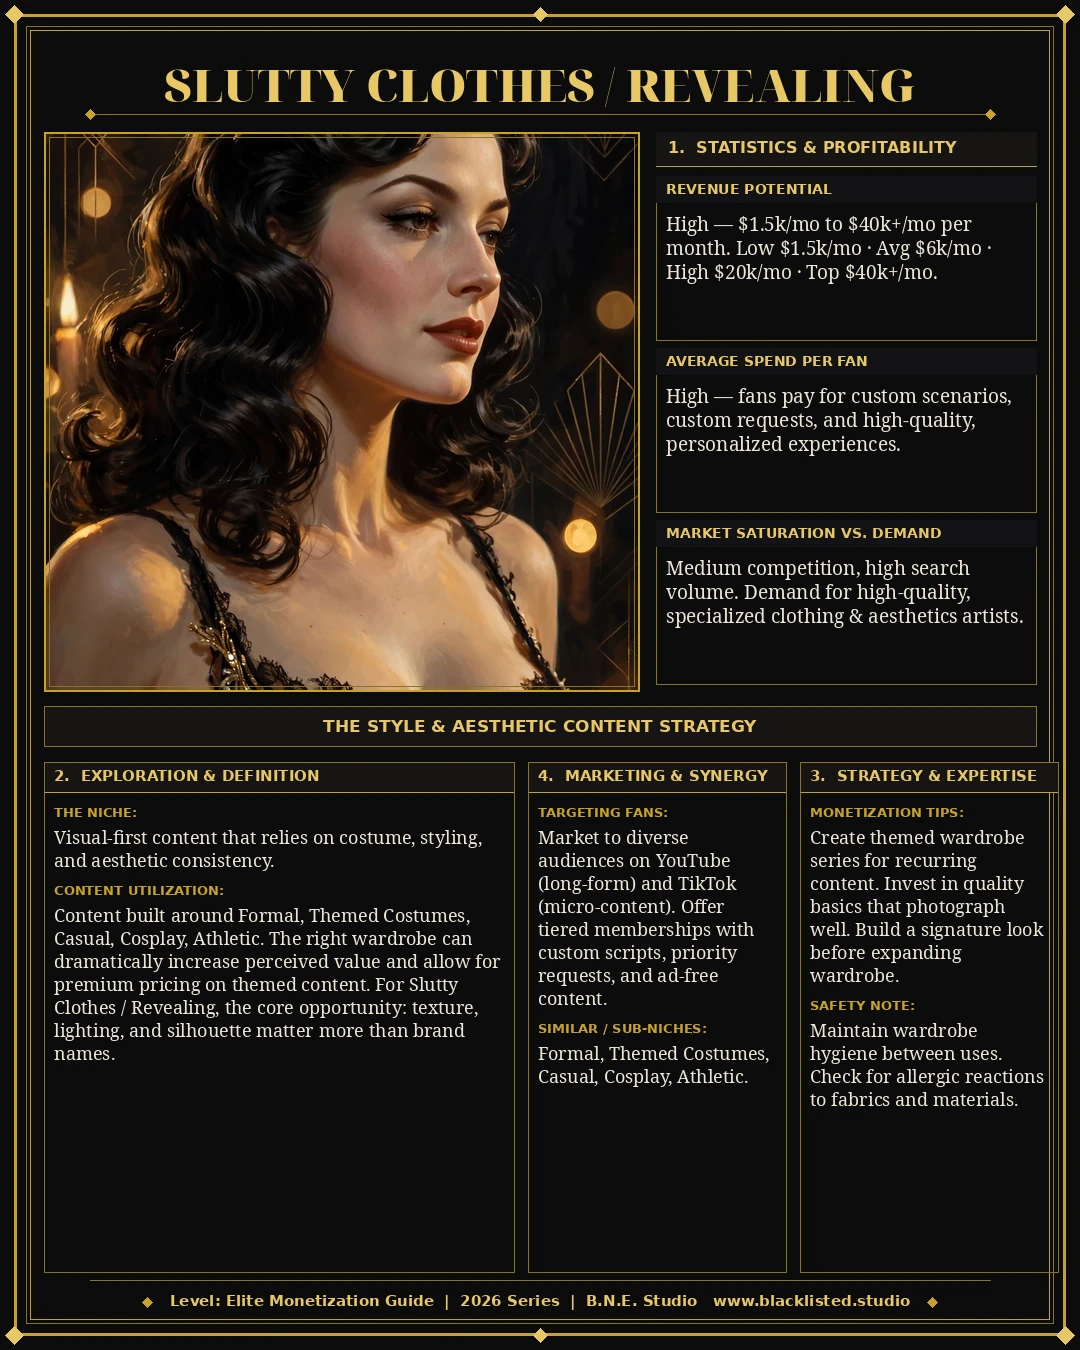 SLUTTY CLOTHES / REVEALING
1. STATISTICS & PROFITABILITY
REVENUE POTENTIAL
High — $1.5k/mo to $40k+/mo per
month. Low $1.5k/mo · Avg $6k/mo ·
High $20k/mo · Top $40k+/mo.
AVERAGE SPEND PER FAN
High — fans pay for custom scenarios,
custom requests, and high-quality,
personalized experiences.
MARKET SATURATION VS. DEMAND
Medium competition, high search
volume. Demand for high-quality,
specialized clothing & aesthetics artists.
THE STYLE & AESTHETIC CONTENT STRATEGY
2. EXPLORATION & DEFINITION
THE NICHE:
Visual-first content that relies on costume, styling,
and aesthetic consistency.
CONTENT UTILIZATION:
Content built around Formal, Themed Costumes,
Casual, Cosplay, Athletic. The right wardrobe can
dramatically increase perceived value and allow for
premium pricing on themed content. For Slutty
Clothes / Revealing, the core opportunity: texture,
lighting, and silhouette matter more than brand
names.
4. MARKETING & SYNERGY
TARGETING FANS:
Market to diverse
audiences on YouTube
(long-form) and TikTok
(micro-content). Offer
tiered memberships with
custom scripts, priority
requests, and ad-free
content.
SIMILAR / SUB-NICHES:
Formal, Themed Costumes,
Casual, Cosplay, Athletic.
3. STRATEGY & EXPERTISE
MONETIZATION TIPS:
Create themed wardrobe
series for recurring
content. Invest in quality
basics that photograph
well. Build a signature look
before expanding
wardrobe.
SAFETY NOTE:
Maintain wardrobe
hygiene between uses.
Check for allergic reactions
to fabrics and materials.
Level: Elite Monetization Guide | 2026 Series | B.N.E. Studio www.blacklisted.studio